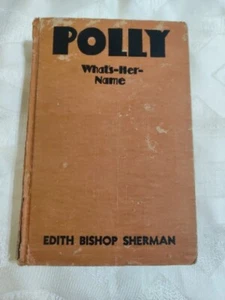 POLLY
What's-Her-
Name
EDITH BISHOP SHERMAN